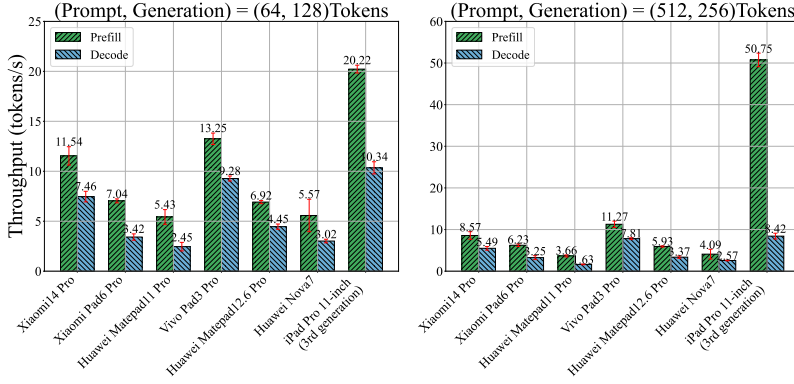 (Prompt, Generation) = (64, 128)Tokens
Prefill
Decode
Throughput (tokens/s)
25
20
15
10
5
0
11.54
7.46
7.04
3.42
5.43
2.45
13.25
9.28
6.92
4.45
5.57
3.02
20.22
10.34
Xiaomi14 Pro
Xiaomi Pad6 Pro
Huawei Matepad11 Pro
Vivo Pad3 Pro
Huawei Matepad12.6 Pro
Huawei Nova7
iPad Pro 11-inch
(3rd generation)
(Prompt, Generation) = (512, 256)Tokens
Prefill
Decode
60
50
40
30
20
10
0
8.57
5.49
6.23
3.25
3.66
.63
11.27
7.81
5.93
3.37
4.09
2.57
50.75
8.42
Xiaomi14 Pro
Xiaomi Pad6 Pro
Huawei Matepad11 Pro
Vivo Pad3 Pro
Huawei Matepad12.6 Pro
Huawei Nova7
iPad Pro 11-inch
(3rd generation)